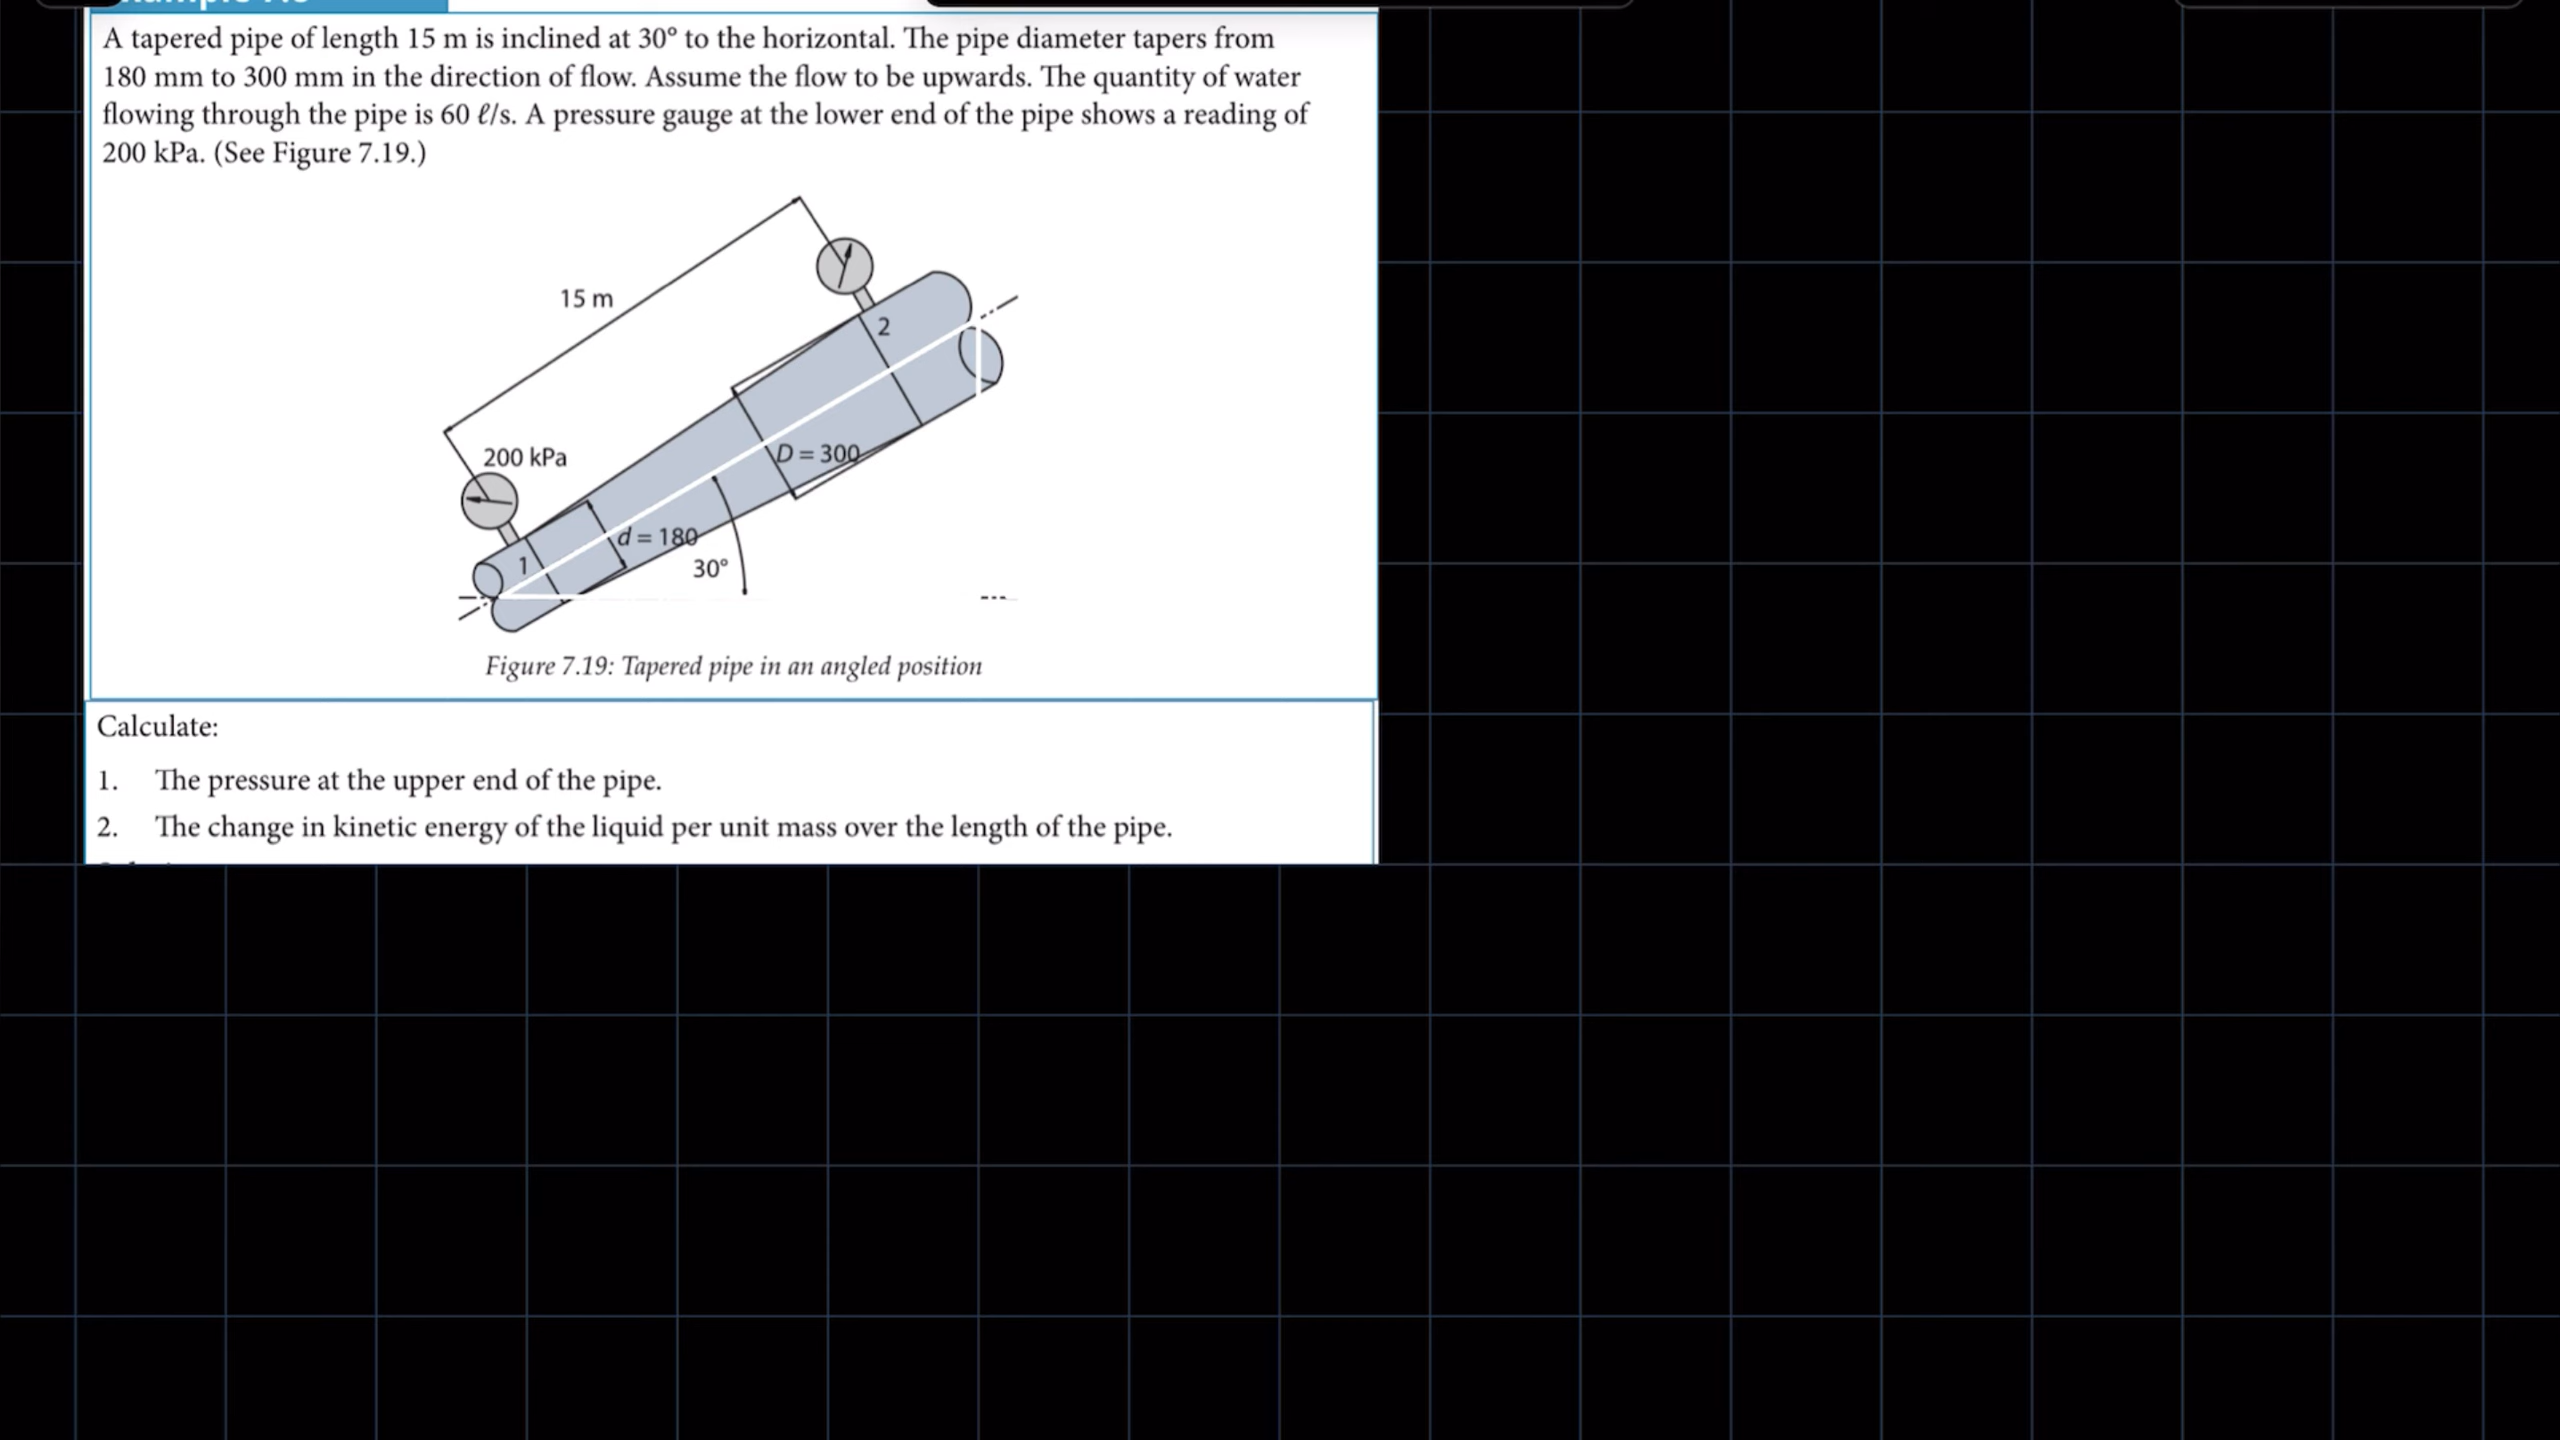 A tapered pipe of length 15 m is inclined at 30° to the horizontal. The pipe diameter tapers from
180 mm to 300 mm in the direction of flow. Assume the flow to be upwards. The quantity of water
flowing through the pipe is 60 ℓ/s. A pressure gauge at the lower end of the pipe shows a reading of
200 kPa. (See Figure 7.19.)
15 m
2
200 kPa
D = 300
d = 180
1
30°
Figure 7.19: Tapered pipe in an angled position
Calculate:
1. The pressure at the upper end of the pipe.
2. The change in kinetic energy of the liquid per unit mass over the length of the pipe.